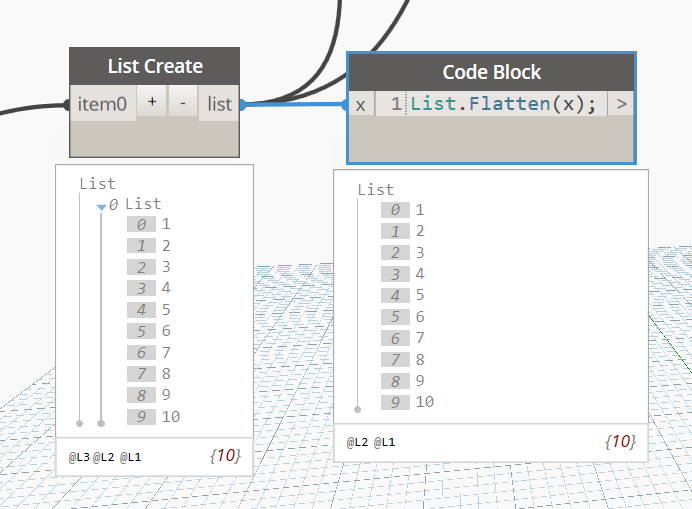 List Create
item0 + - list
List
0 List
0 1
1 2
2 3
3 4
4 5
5 6
6 7
7 8
8 9
9 10
@L3 @L2 @L1 {10}
Code Block
x 1 List.Flatten(x); >
List
0 1
1 2
2 3
3 4
4 5
5 6
6 7
7 8
8 9
9 10
@L2 @L1 {10}